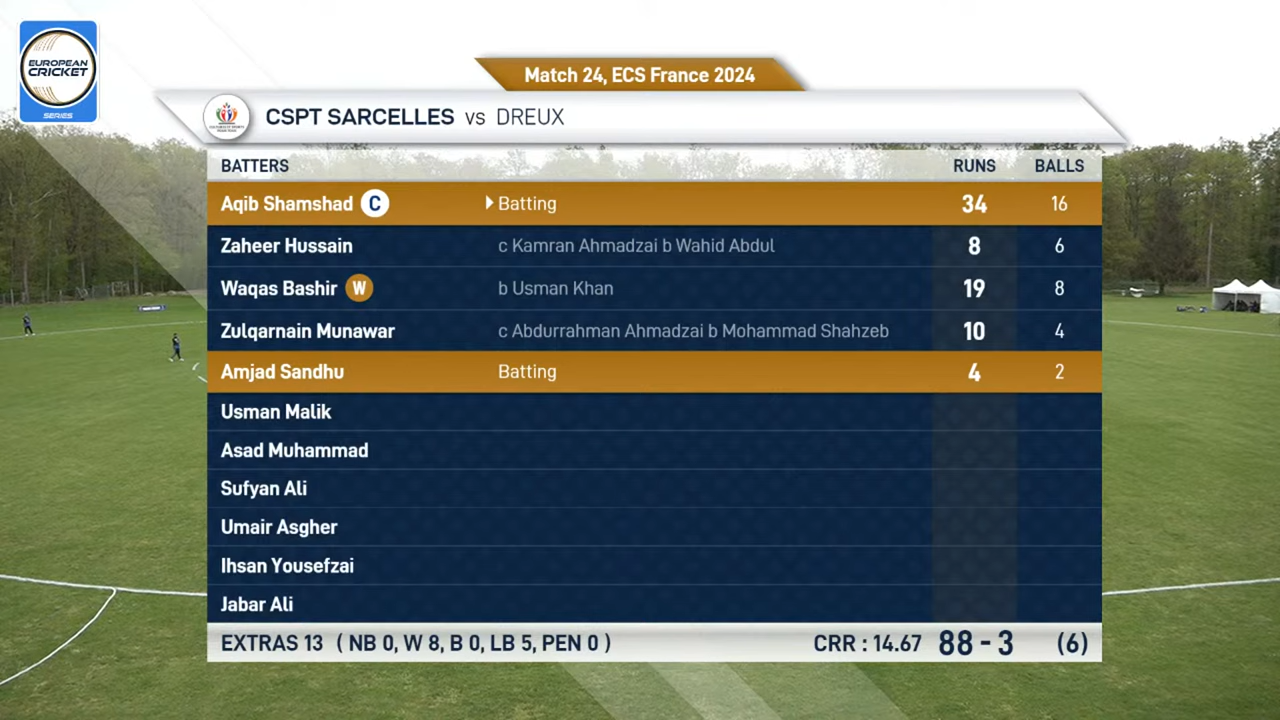 EUROPEAN
CRICKET
SERIES
Match 24, ECS France 2024
CSPT SARCELLES vs DREUX
BATTERS RUNS BALLS
Aqib Shamshad C Batting 34 16
Zaheer Hussain c Kamran Ahmadzai b Wahid Abdul 8 6
Waqas Bashir W b Usman Khan 19 8
Zulqarnain Munawar c Abdurrahman Ahmadzai b Mohammad Shahzeb 10 4
Amjad Sandhu Batting 4 2
Usman Malik
Asad Muhammad
Sufyan Ali
Umair Asgher
Ihsan Yousefzai
Jabar Ali
EXTRAS 13 ( NB 0, W 8, B 0, LB 5, PEN 0 ) CRR : 14.67 88 - 3 (6)